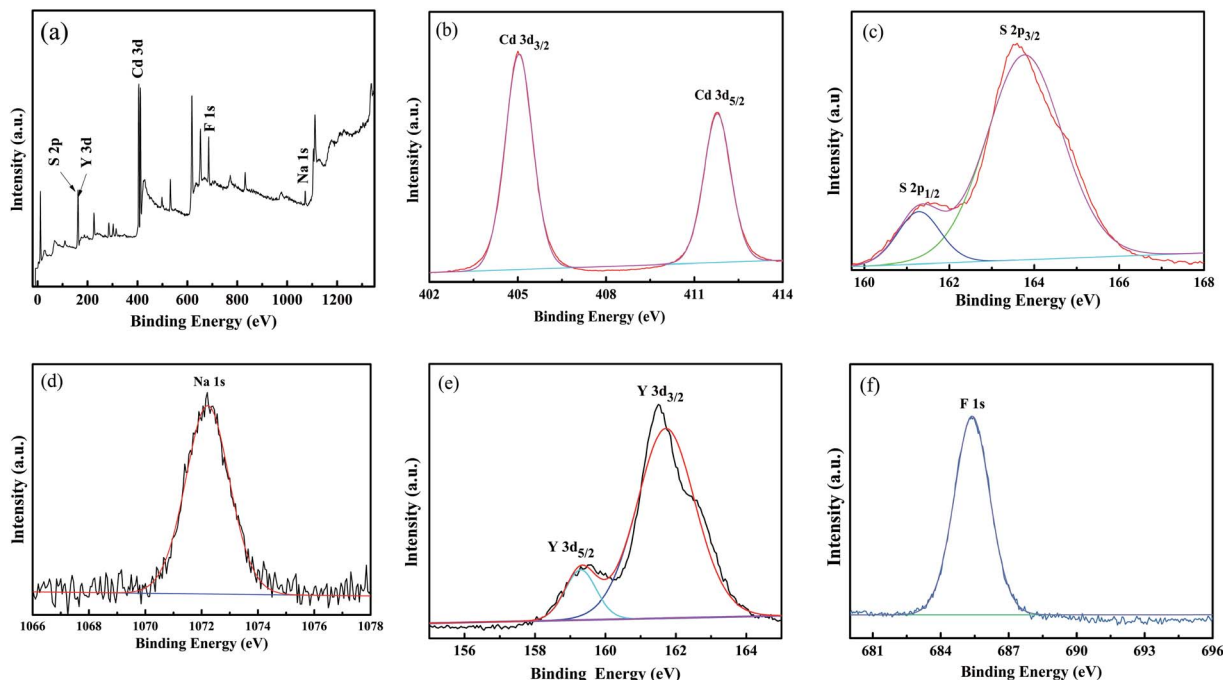 (a)
S 2p
Y 3d
Cd 3d
F 1s
Na 1s
Intensity (a.u.)
0 200 400 600 800 1000 1200
Binding Energy (eV)
(b)
Cd 3d3/2
Cd 3d5/2
Intensity (a.u.)
402 405 408 411 414
Binding Energy (eV)
(c)
S 2p3/2
S 2p1/2
Intensity (a.u)
160 162 164 166 168
Binding Energy (eV)
(d)
Na 1s
Intensity (a.u.)
1066 1068 1070 1072 1074 1076 1078
Binding Energy (eV)
(e)
Y 3d3/2
Y 3d5/2
Intensity (a.u.)
156 158 160 162 164
Binding Energy (eV)
(f)
F 1s
Intensity (a.u.)
681 684 687 690 693 696
Binding Energy (eV)